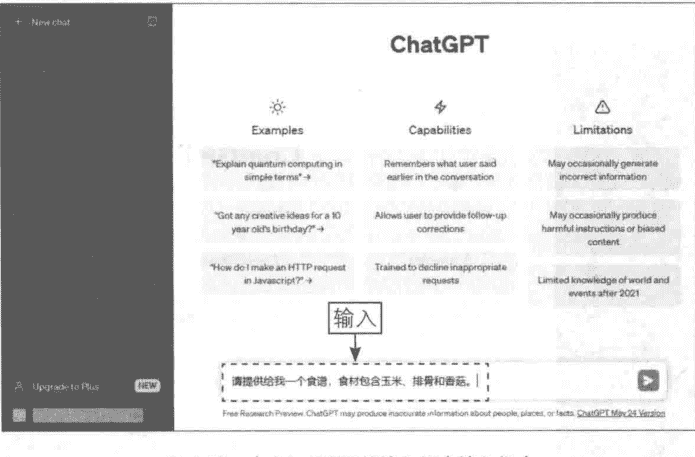 + New chat
ChatGPT
Examples
Capabilities
Limitations
"Explain quantum computing in
simple terms" →
Remembers what user said
earlier in the conversation
May occasionally generate
incorrect information
"Got any creative ideas for a 10
year old's birthday?" →
Allows user to provide follow-up
corrections
May occasionally produce
harmful instructions or biased
content
"How do I make an HTTP request
in Javascript?" →
Trained to decline inappropriate
requests
Limited knowledge of world and
events after 2021
输入
请提供给我一个食谱，食材包含玉米、排骨和香菇。
Upgrade to Plus NEW
Free Research Preview. ChatGPT may produce inaccurate information about people, places, or facts. ChatGPT May 24 Version